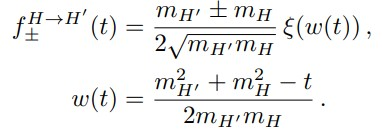 f_{\pm}^{H \to H'}(t) = \frac{m_{H'} \pm m_H}{2\sqrt{m_{H'} m_H}} \xi(w(t)) ,
w(t) = \frac{m_{H'}^2 + m_H^2 - t}{2 m_{H'} m_H} .